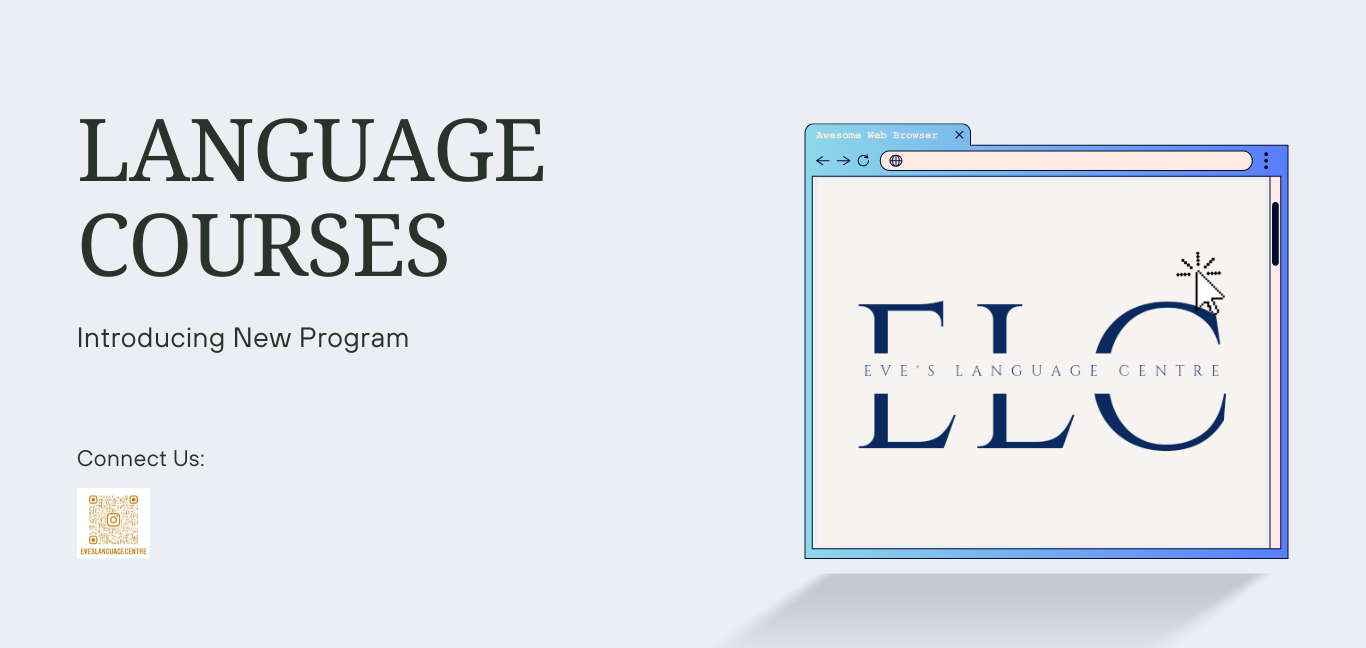 LANGUAGE
COURSES
Introducing New Program
Connect Us:
EVESLANGUAGECENTRE
Awesome Web Browser
ELC
EVE'S LANGUAGE CENTRE